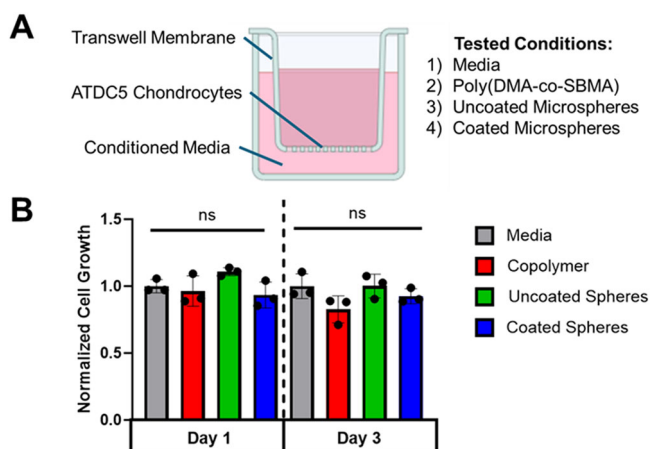 A
Transwell Membrane
ATDC5 Chondrocytes
Conditioned Media
Tested Conditions:
1) Media
2) Poly(DMA-co-SBMA)
3) Uncoated Microspheres
4) Coated Microspheres
B
Normalized Cell Growth
1.5
1.0
0.5
0.0
ns
ns
Day 1
Day 3
Media
Copolymer
Uncoated Spheres
Coated Spheres